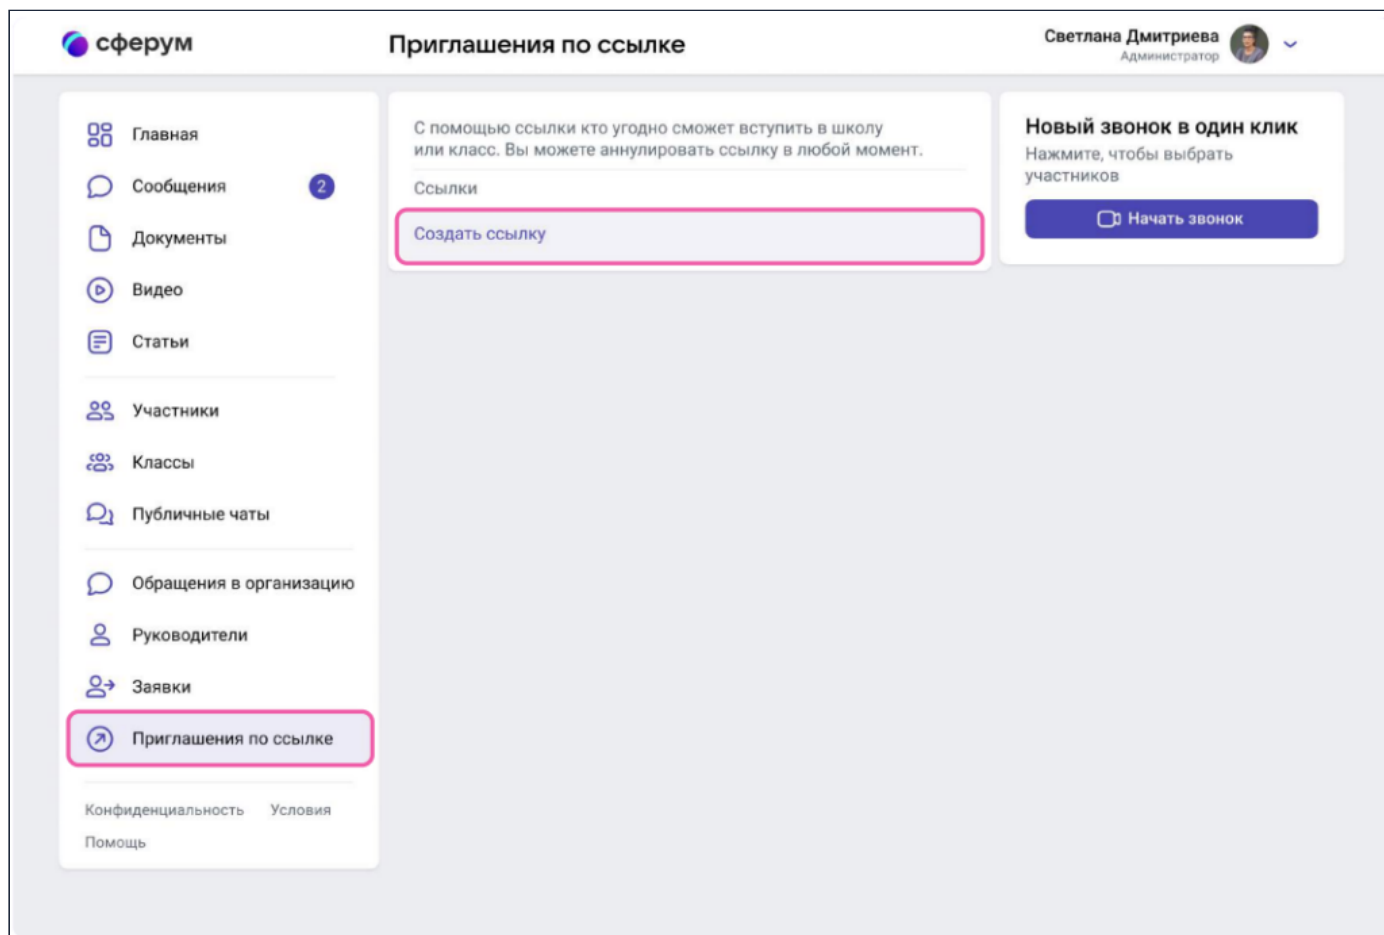 сферум
Приглашения по ссылке
Светлана Дмитриева
Администратор
Главная
Сообщения 2
Документы
Видео
Статьи
Участники
Классы
Публичные чаты
Обращения в организацию
Руководители
Заявки
Приглашения по ссылке
Конфиденциальность Условия
Помощь
С помощью ссылки кто угодно сможет вступить в школу
или класс. Вы можете аннулировать ссылку в любой момент.
Ссылки
Создать ссылку
Новый звонок в один клик
Нажмите, чтобы выбрать
участников
Начать звонок